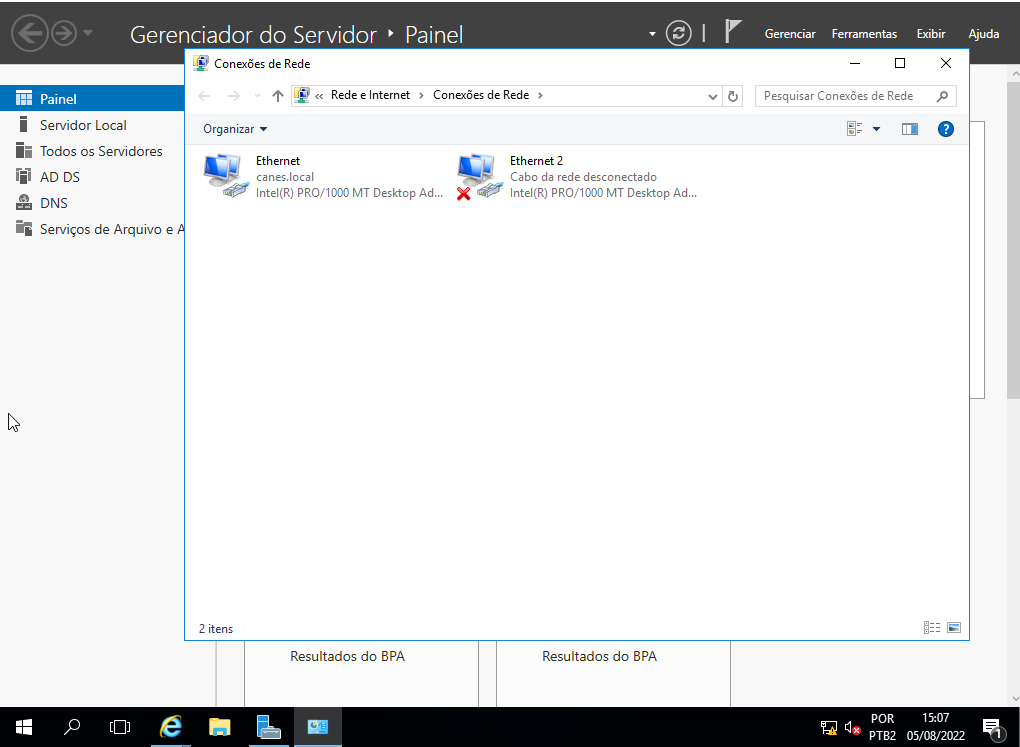 Gerenciador do Servidor ‣ Painel
Gerenciar Ferramentas Exibir Ajuda
Conexões de Rede
« Rede e Internet › Conexões de Rede ›
Pesquisar Conexões de Rede
Organizar
Painel
Servidor Local
Todos os Servidores
AD DS
DNS
Serviços de Arquivo e A
Ethernet
canes.local
Intel(R) PRO/1000 MT Desktop Ad...
Ethernet 2
Cabo da rede desconectado
Intel(R) PRO/1000 MT Desktop Ad...
2 itens
Resultados do BPA
Resultados do BPA
POR
PTB2
15:07
05/08/2022
1